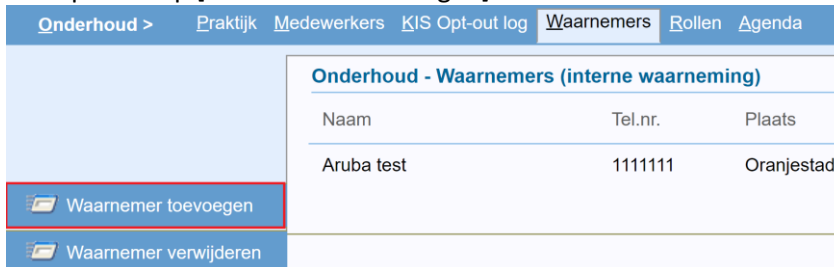 Onderhoud > Praktijk Medewerkers KIS Opt-out log Waarnemers Rollen Agenda
Onderhoud - Waarnemers (interne waarneming)
Naam Tel.nr. Plaats
Aruba test 1111111 Oranjestad
Waarnemer toevoegen
Waarnemer verwijderen